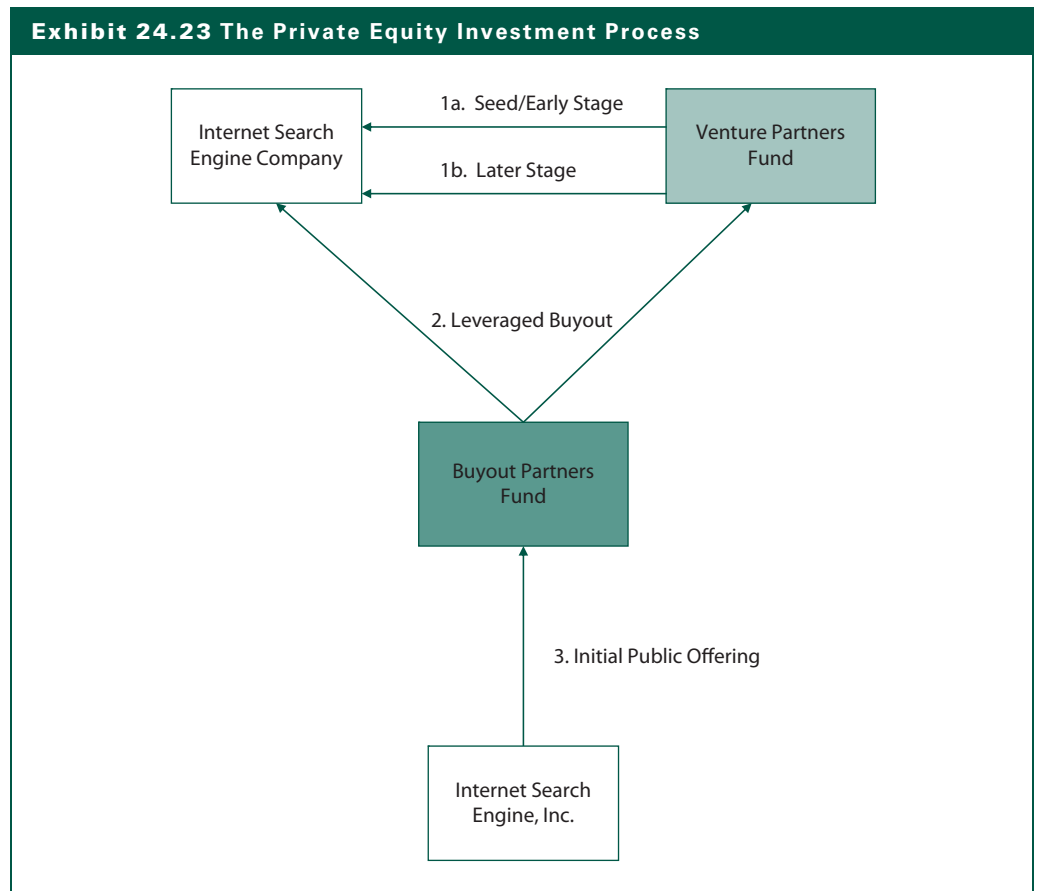 Exhibit 24.23 The Private Equity Investment Process
1a. Seed/Early Stage
Internet Search
Engine Company
Venture Partners
Fund
1b. Later Stage
2. Leveraged Buyout
Buyout Partners
Fund
3. Initial Public Offering
Internet Search
Engine, Inc.